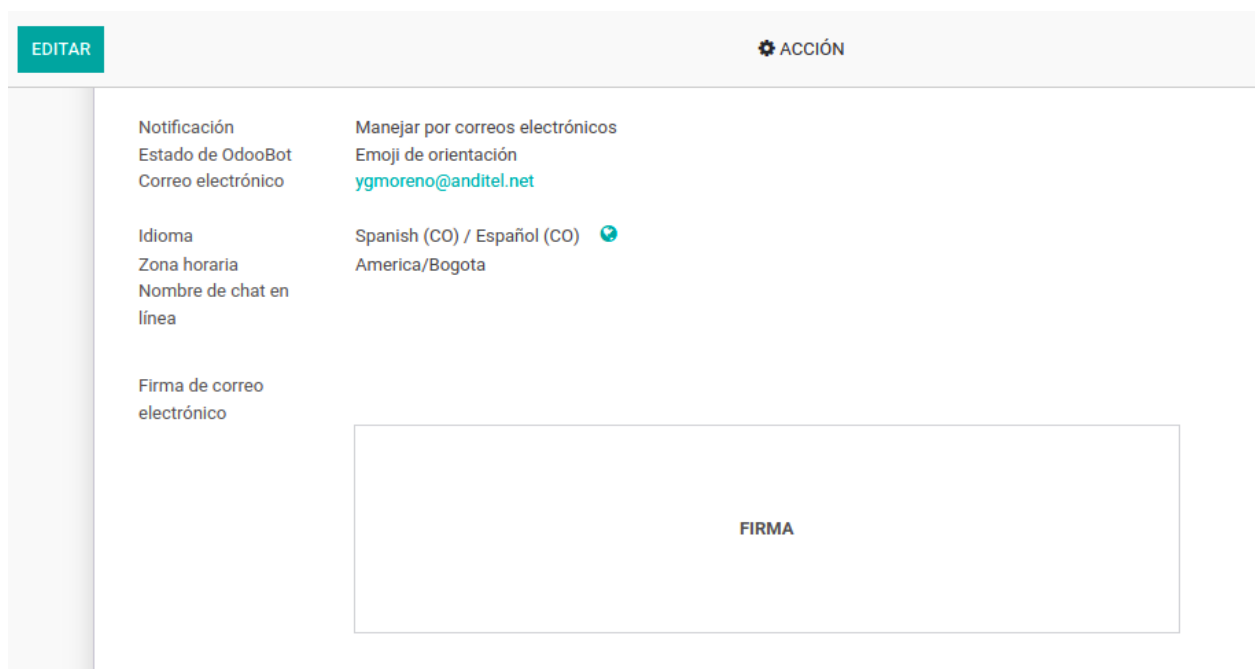 EDITAR
ACCIÓN
Notificación Manejar por correos electrónicos
Estado de OdooBot Emoji de orientación
Correo electrónico ygmoreno@anditel.net
Idioma Spanish (CO) / Español (CO)
Zona horaria America/Bogota
Nombre de chat en
línea
Firma de correo
electrónico
FIRMA